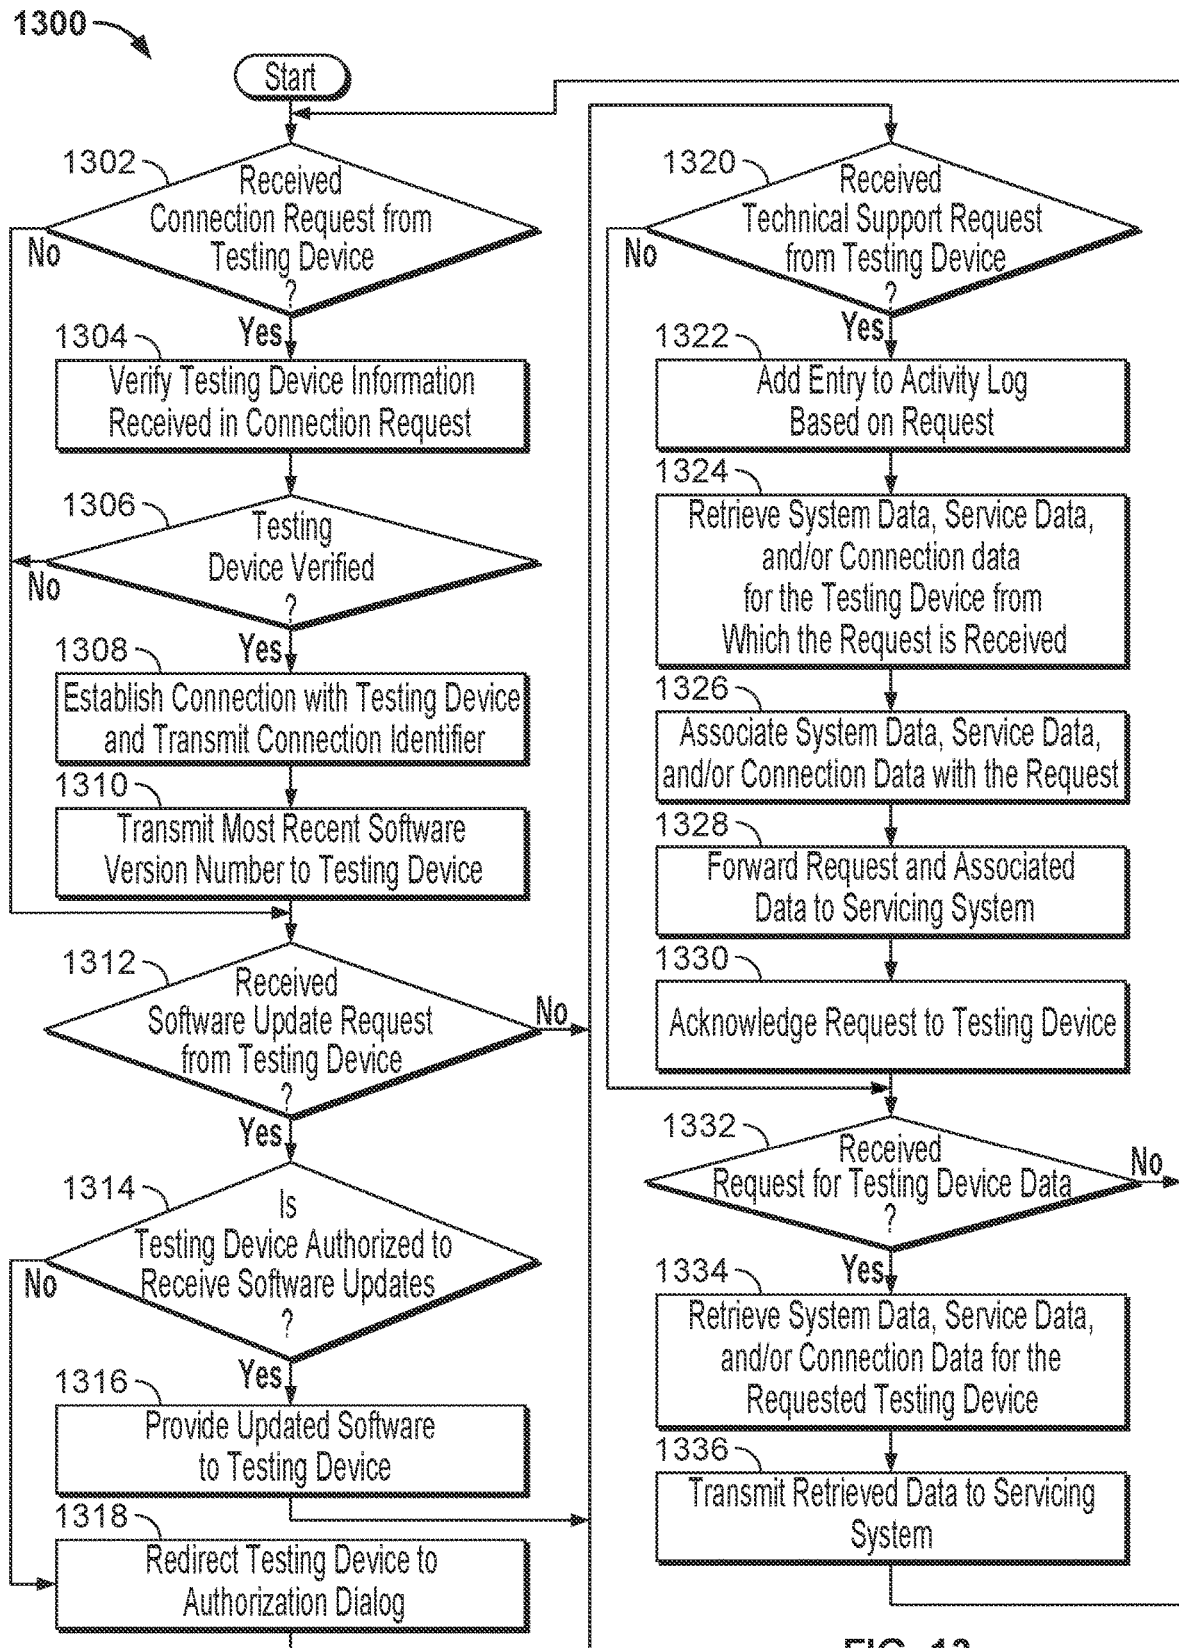 1300
Start
1302
Received
Connection Request from
Testing Device
?
No
Yes
1304
Verify Testing Device Information
Received in Connection Request
1306
Testing
Device Verified
?
No
Yes
1308
Establish Connection with Testing Device
and Transmit Connection Identifier
1310
Transmit Most Recent Software
Version Number to Testing Device
1312
Received
Software Update Request
from Testing Device
?
No
Yes
1314
Is
Testing Device Authorized to
Receive Software Updates
?
No
Yes
1316
Provide Updated Software
to Testing Device
1318
Redirect Testing Device to
Authorization Dialog
1320
Received
Technical Support Request
from Testing Device
?
No
Yes
1322
Add Entry to Activity Log
Based on Request
1324
Retrieve System Data, Service Data,
and/or Connection data
for the Testing Device from
Which the Request is Received
1326
Associate System Data, Service Data,
and/or Connection Data with the Request
1328
Forward Request and Associated
Data to Servicing System
1330
Acknowledge Request to Testing Device
1332
Received
Request for Testing Device Data
?
No
Yes
1334
Retrieve System Data, Service Data,
and/or Connection Data for the
Requested Testing Device
1336
Transmit Retrieved Data to Servicing
System
FIG. 13